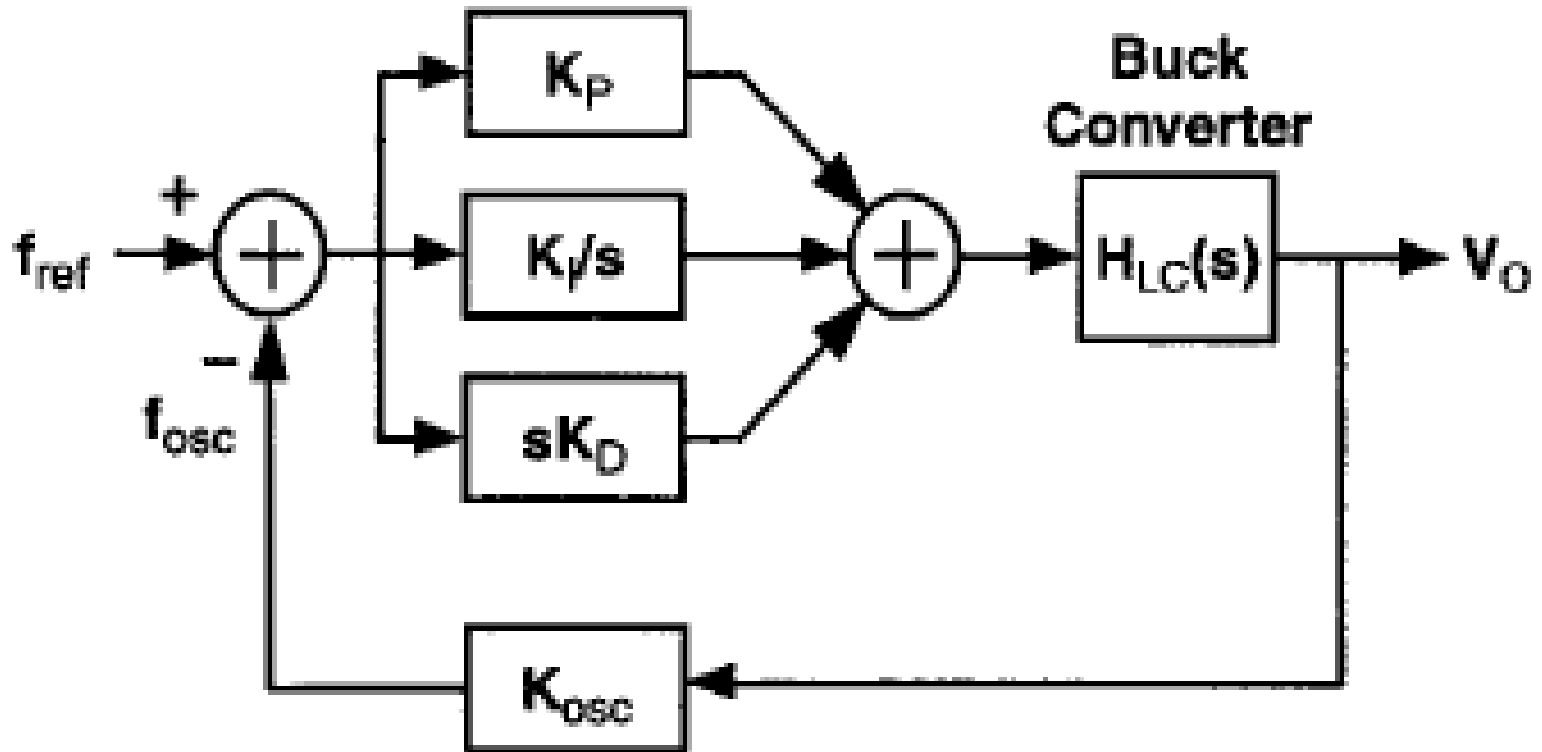 K_P
Buck
Converter
+
f_ref
+
K_I/s
+
H_LC(s)
V_O
−
f_osc
sK_D
K_osc